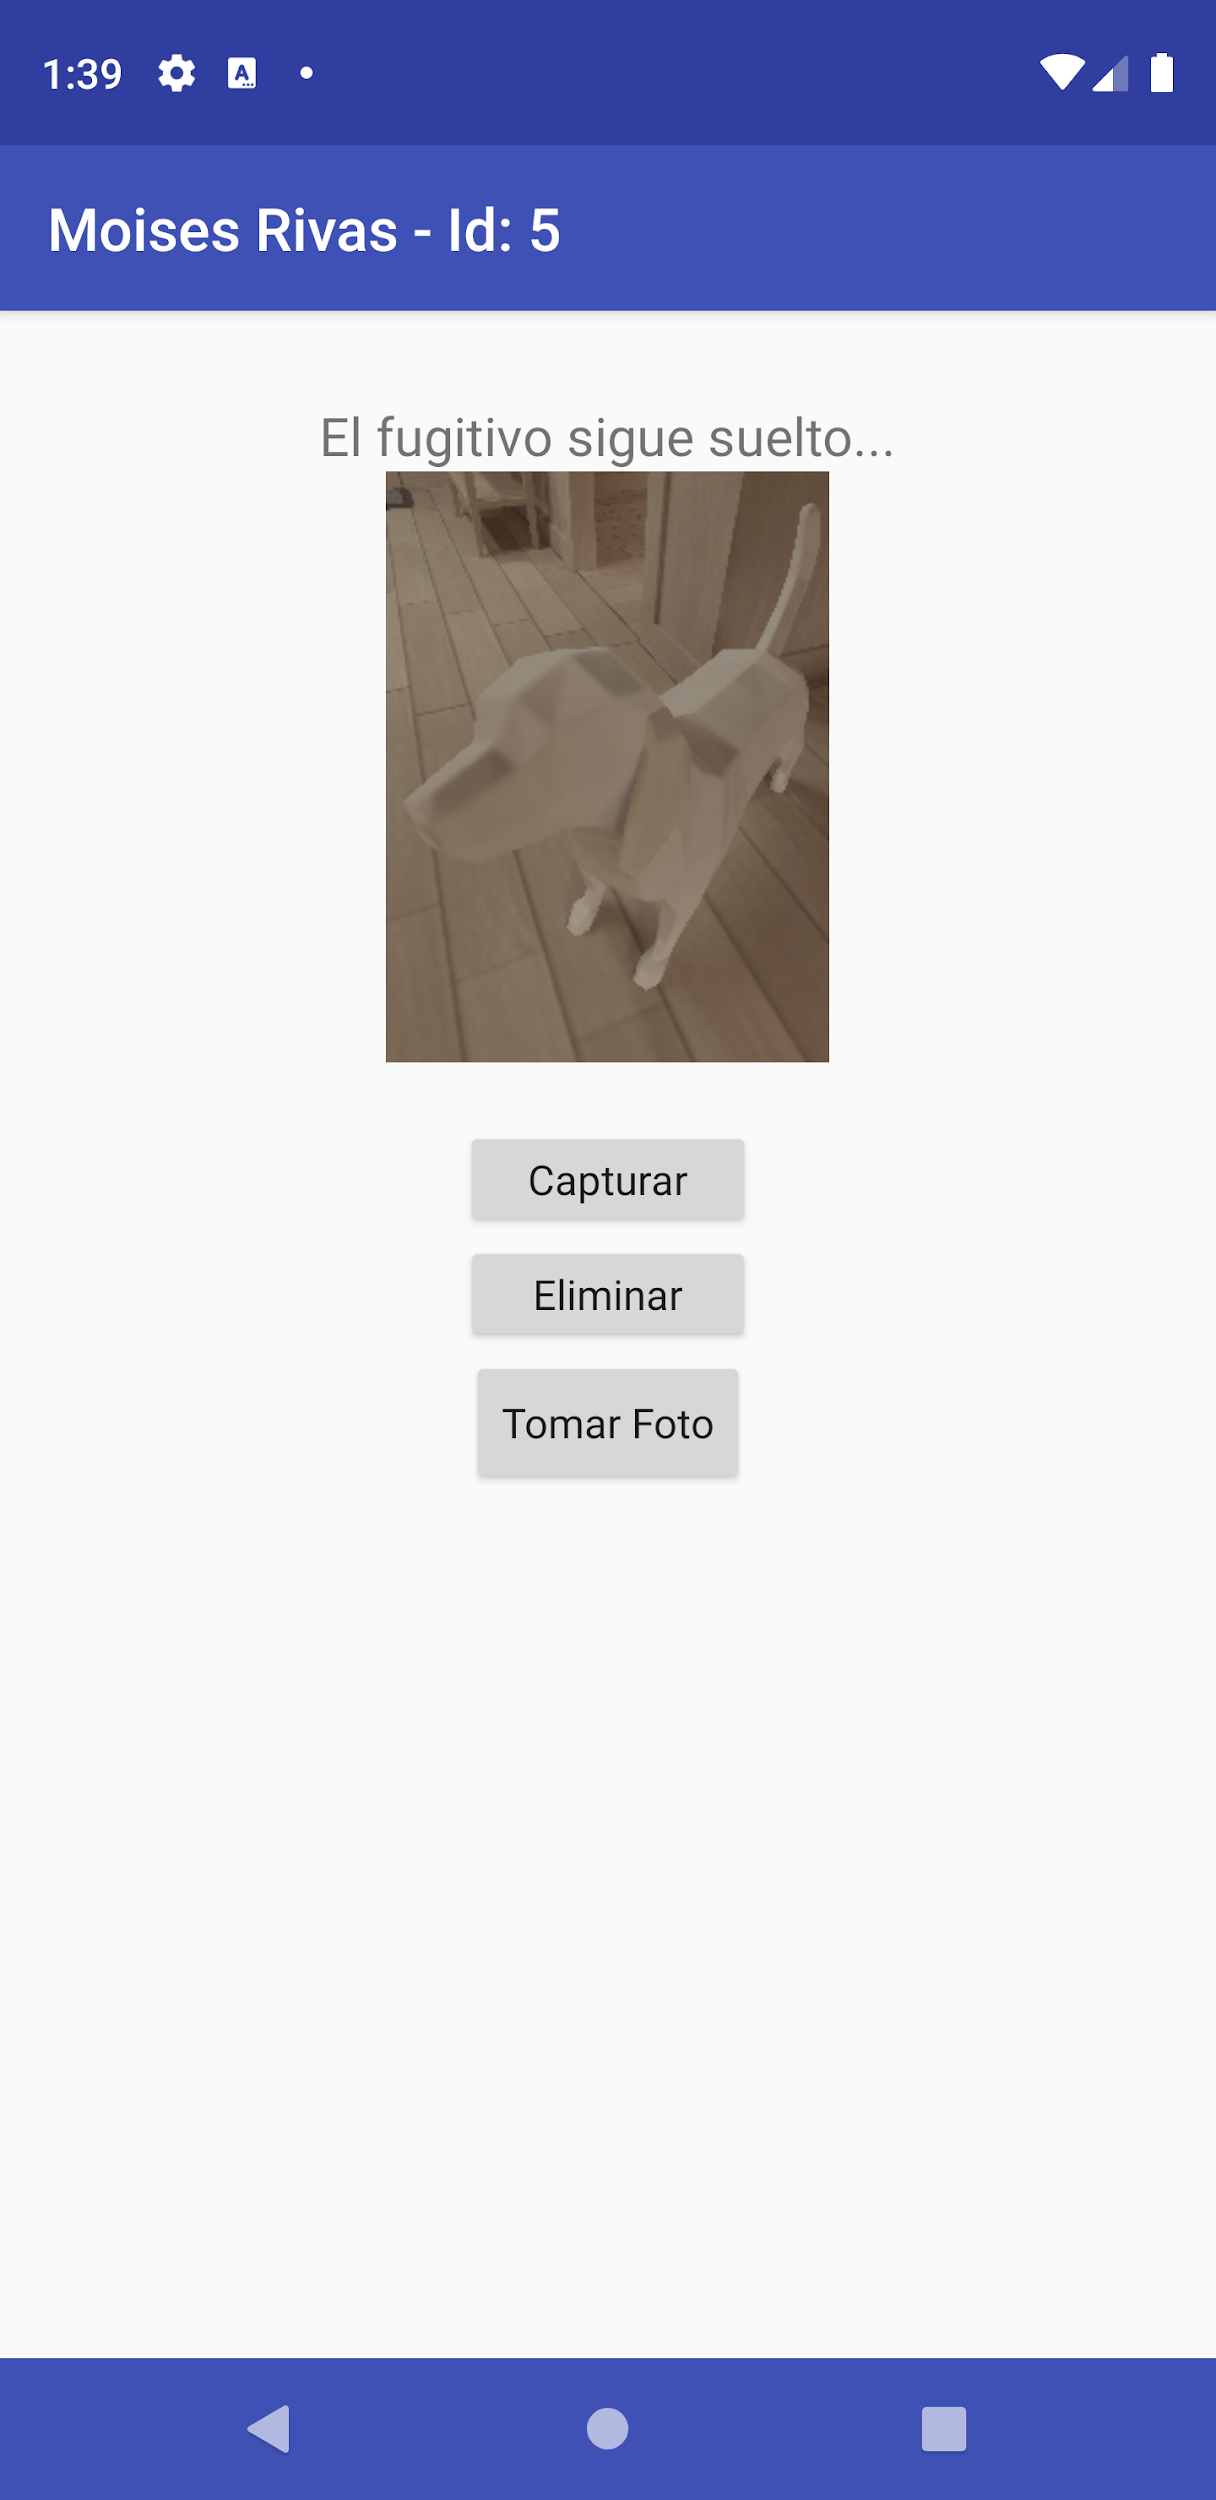 1:39
Moises Rivas - Id: 5
El fugitivo sigue suelto...
Capturar
Eliminar
Tomar Foto